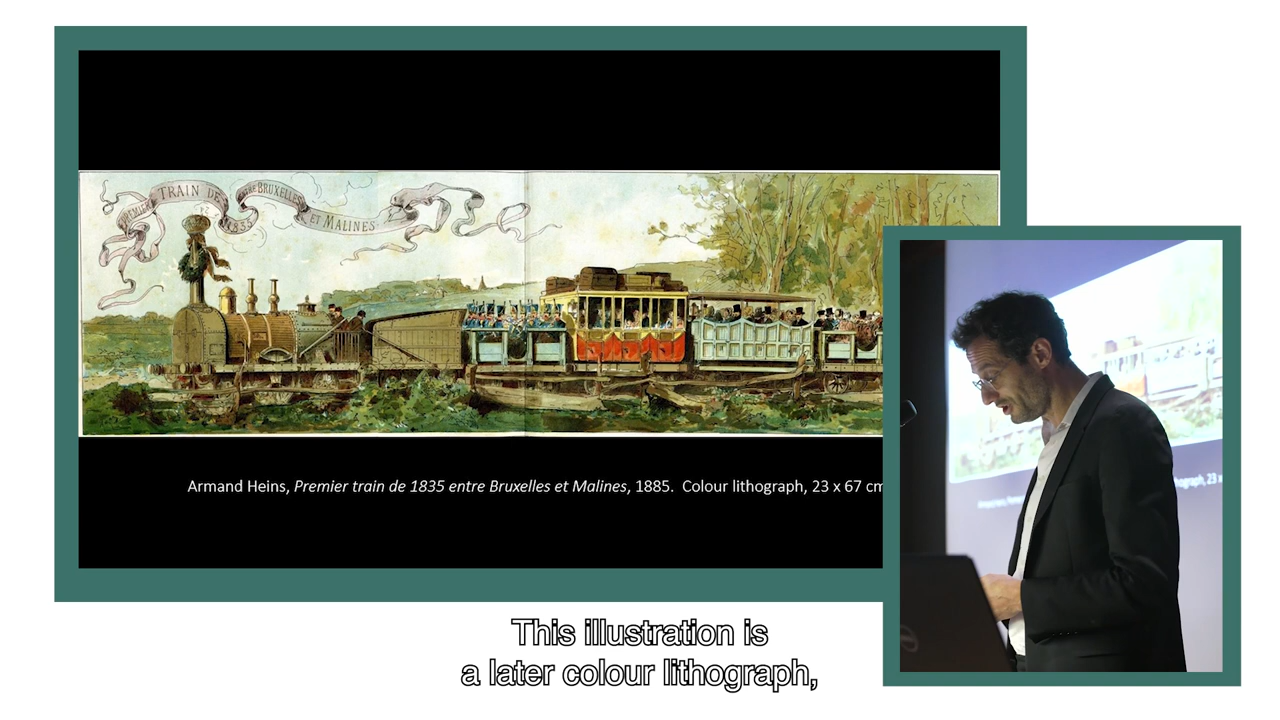 PREMIER TRAIN DE 1835 ENTRE BRUXELLES ET MALINES
Armand Heins, Premier train de 1835 entre Bruxelles et Malines, 1885. Colour lithograph, 23 x 67 cm
This illustration is
a later colour lithograph,